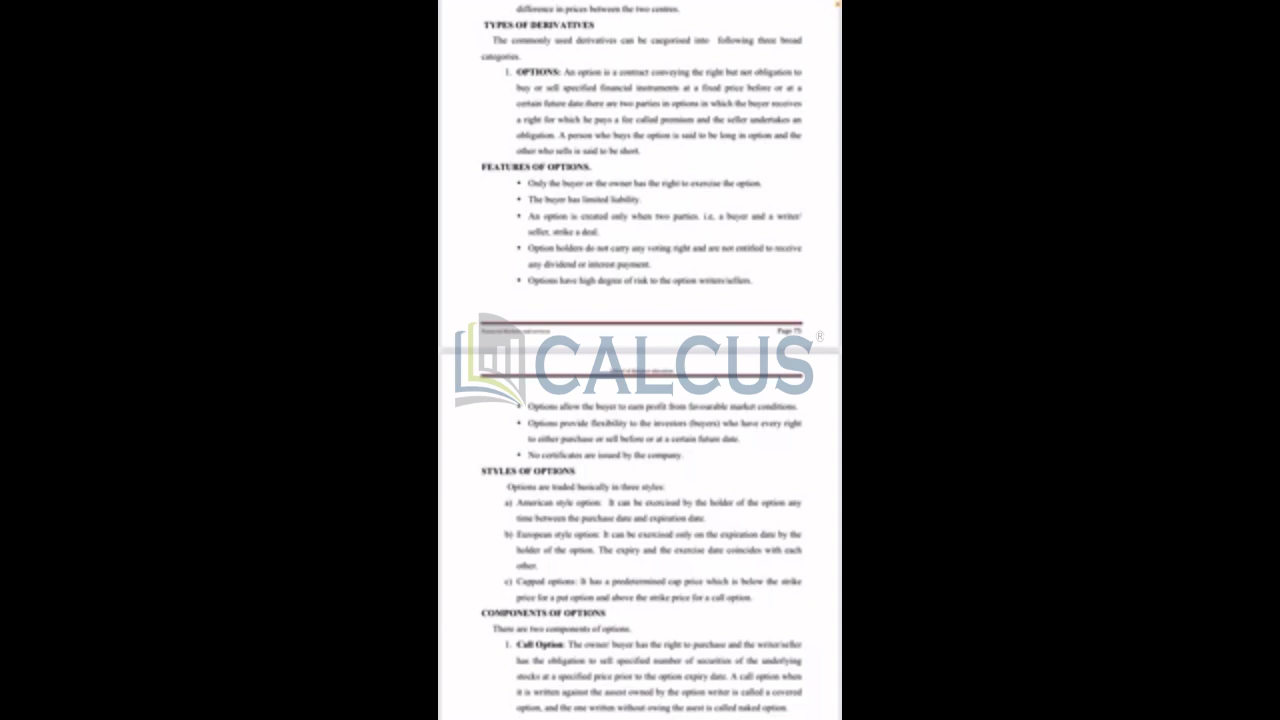 difference in prices between the two centres.
TYPES OF DERIVATIVES
The commonly used derivatives can be caegorised into following three broad
categories.
1. OPTIONS: An option is a contract conveying the right but not obligation to
buy or sell specified financial instruments at a fixed price before or at a
certain future date.there are two parties in options in which the buyer receives
a right for which he pays a fee called premium and the seller undertakes an
obligation. A person who buys the option is said to be long in option and the
other who sells is said to be short.
FEATURES OF OPTIONS.
• Only the buyer or the owner has the right to exercise the option.
• The buyer has limited liability.
• An option is created only when two parties. i.e, a buyer and a writer/
seller, strike a deal.
• Option holders do not carry any voting right and are not entitled to receive
any dividend or interest payment.
• Options have high degree of risk to the option writers/sellers.
Page 75
CALCUS®
• Options allow the buyer to earn profit from favourable market conditions.
• Options provide flexibility to the investors (buyers) who have every right
to either purchase or sell before or at a certain future date.
• No certificates are issued by the company.
STYLES OF OPTIONS
Options are traded basically in three styles:
a) American style option: It can be exercised by the holder of the option any
time between the purchase date and expiration date.
b) European style option: It can be exercised only on the expiration date by the
holder of the option. The expiry and the exercise date coincides with each
other.
c) Capped options: It has a predetermined cap price which is below the strike
price for a put option and above the strike price for a call option.
COMPONENTS OF OPTIONS
There are two components of options.
1. Call Option: The owner/ buyer has the right to purchase and the writer/seller
has the obligation to sell specified number of securities of the underlying
stocks at a specified price prior to the option expiry date. A call option when
it is written against the assest owned by the option writer is called a covered
option, and the one written without owing the asest is called naked option.